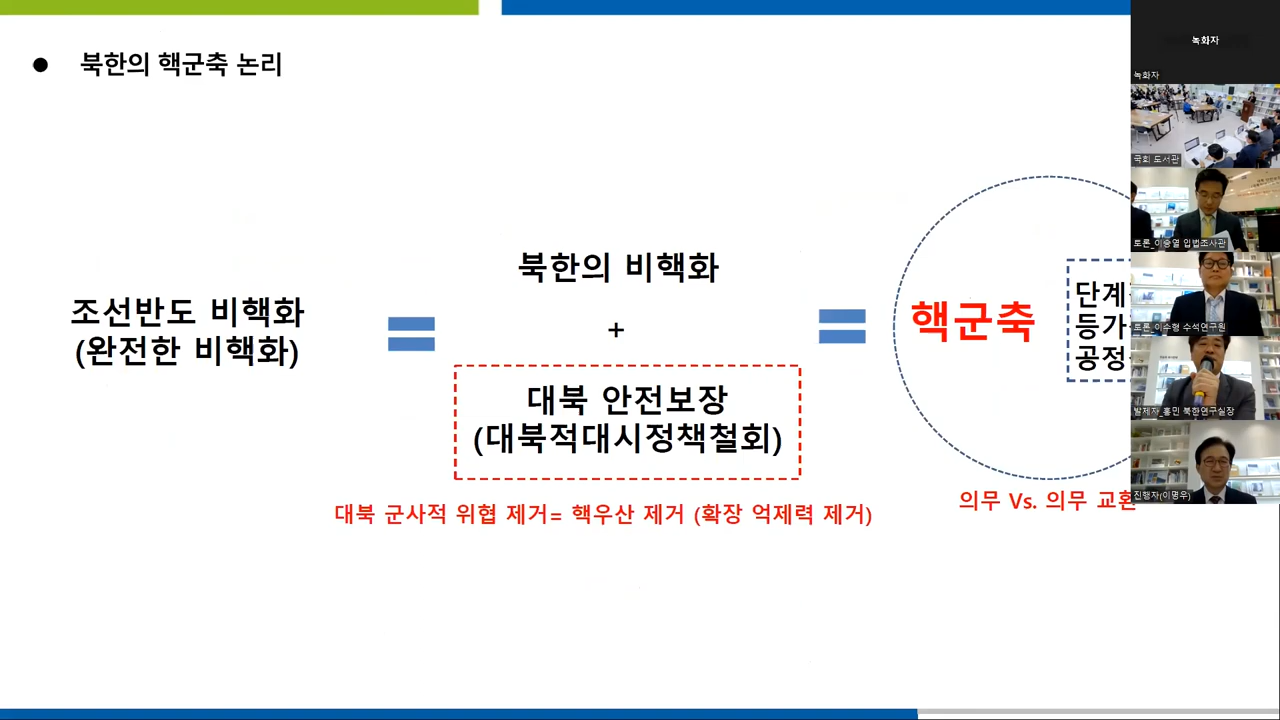 ● 북한의 핵군축 논리
조선반도 비핵화
(완전한 비핵화)
=
북한의 비핵화
+
대북 안전보장
(대북적대시정책철회)
대북 군사적 위협 제거= 핵우산 제거 (확장 억제력 제거)
=
핵군축
단계
등가
공정
의무 Vs. 의무 교환
녹화자
녹화자
국회 도서관
토론_이승열 입법조사관
토론_이수형 수석연구원
발제자_홍민 북한연구실장
진행자(이명우)